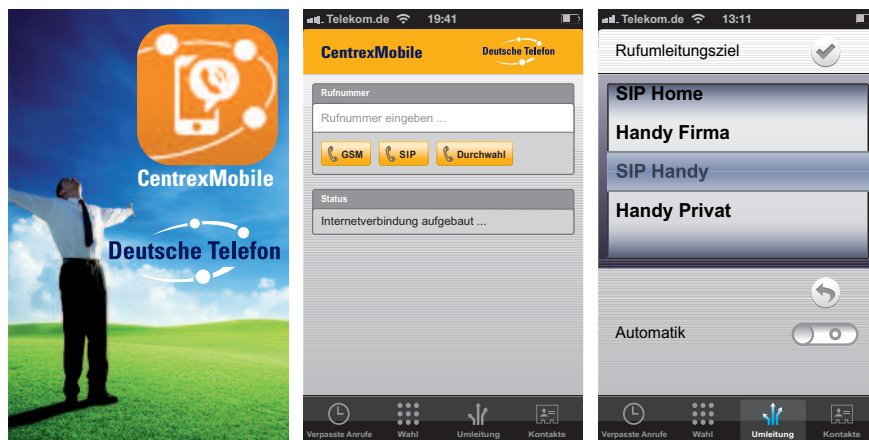 CentrexMobile
Deutsche Telefon
Telekom.de 19:41
CentrexMobile Deutsche Telefon
Rufnummer
Rufnummer eingeben ...
GSM SIP Durchwahl
Status
Internetverbindung aufgebaut ...
Verpasste Anrufe Wahl Umleitung Kontakte
Telekom.de 13:11
Rufumleitungsziel
SIP Home
Handy Firma
SIP Handy
Handy Privat
Automatik
Verpasste Anrufe Wahl Umleitung Kontakte